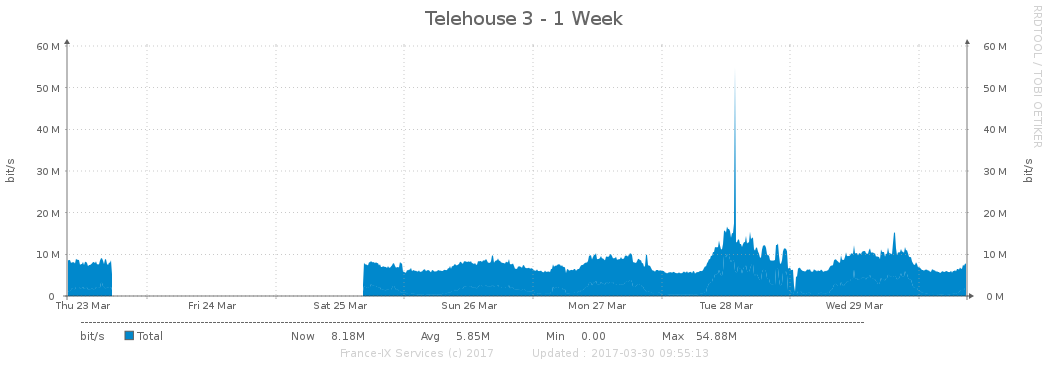 Telehouse 3 - 1 Week
RRDTOOL / TOBI OETIKER
bit/s
60 M
50 M
40 M
30 M
20 M
10 M
0
60 M
50 M
40 M
30 M
20 M
10 M
0 M
bit/s
Thu 23 Mar Fri 24 Mar Sat 25 Mar Sun 26 Mar Mon 27 Mar Tue 28 Mar Wed 29 Mar
bit/s Total Now 8.18M Avg 5.85M Min 0.00 Max 54.88M
France-IX Services (c) 2017 Updated : 2017-03-30 09:55:13